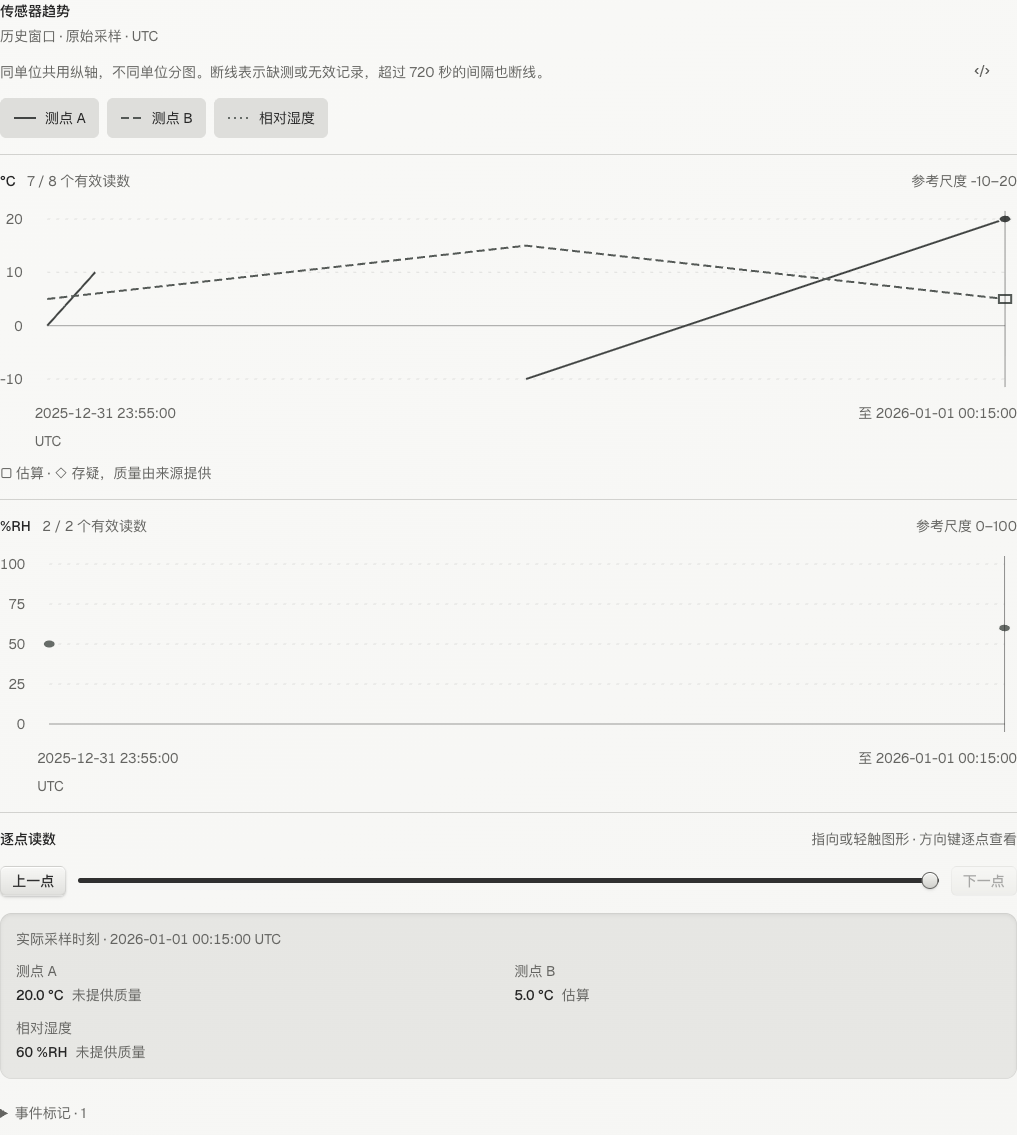 传感器趋势
历史窗口 · 原始采样 · UTC
同单位共用纵轴，不同单位分图。断线表示缺测或无效记录，超过 720 秒的间隔也断线。
</>
测点 A 测点 B 相对湿度
°C 7 / 8 个有效读数 参考尺度 -10–20
20
10
0
-10
2025-12-31 23:55:00 UTC 至 2026-01-01 00:15:00
□ 估算 · ◇ 存疑，质量由来源提供
%RH 2 / 2 个有效读数 参考尺度 0–100
100
75
50
25
0
2025-12-31 23:55:00 UTC 至 2026-01-01 00:15:00
逐点读数 指向或轻触图形 · 方向键逐点查看
上一点 下一点
实际采样时刻 · 2026-01-01 00:15:00 UTC
测点 A 测点 B
20.0 °C 未提供质量 5.0 °C 估算
相对湿度
60 %RH 未提供质量
▶ 事件标记 · 1